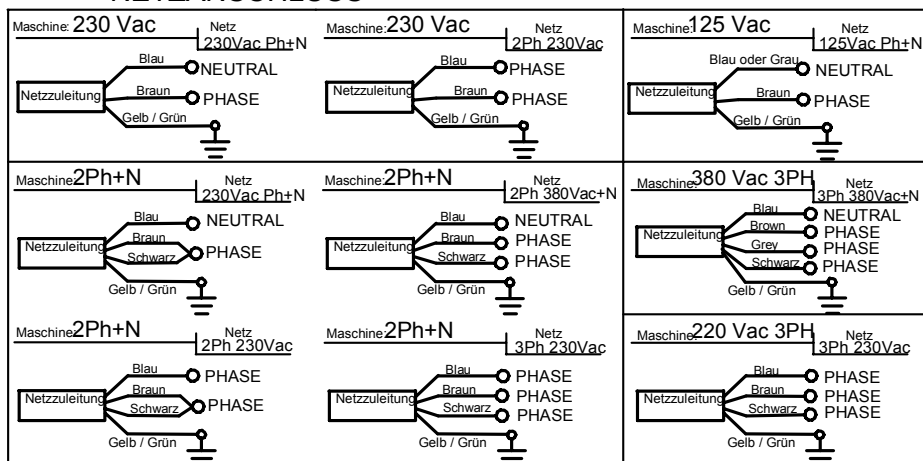 Maschine: 230 Vac
Netz
230Vac Ph+N
Netzzuleitung
Blau
NEUTRAL
Braun
PHASE
Gelb / Grün
Maschine: 230 Vac
Netz
2Ph 230Vac
Netzzuleitung
Blau
PHASE
Braun
PHASE
Gelb / Grün
Maschine: 125 Vac
Netz
125Vac Ph+N
Netzzuleitung
Blau oder Grau
NEUTRAL
Braun
PHASE
Gelb / Grün
Maschine:2Ph+N
Netz
230Vac Ph+N
Netzzuleitung
Blau
NEUTRAL
Braun
Schwarz
PHASE
Gelb / Grün
Maschine:2Ph+N
Netz
2Ph 380Vac+N
Netzzuleitung
Blau
NEUTRAL
Braun
PHASE
Schwarz
PHASE
Gelb / Grün
Maschine:380 Vac 3PH
Netz
3Ph 380Vac+N
Netzzuleitung
Blau
NEUTRAL
Brown
PHASE
Grey
PHASE
Schwarz
PHASE
Gelb / Grün
Maschine:2Ph+N
Netz
2Ph 230Vac
Netzzuleitung
Blau
PHASE
Braun
Schwarz
PHASE
Gelb / Grün
Maschine:2Ph+N
Netz
3Ph 230Vac
Netzzuleitung
Blau
PHASE
Braun
PHASE
Schwarz
PHASE
Gelb / Grün
Maschine:220 Vac 3PH
Netz
3Ph 230Vac
Netzzuleitung
Blau
PHASE
Braun
PHASE
Schwarz
PHASE
Gelb / Grün